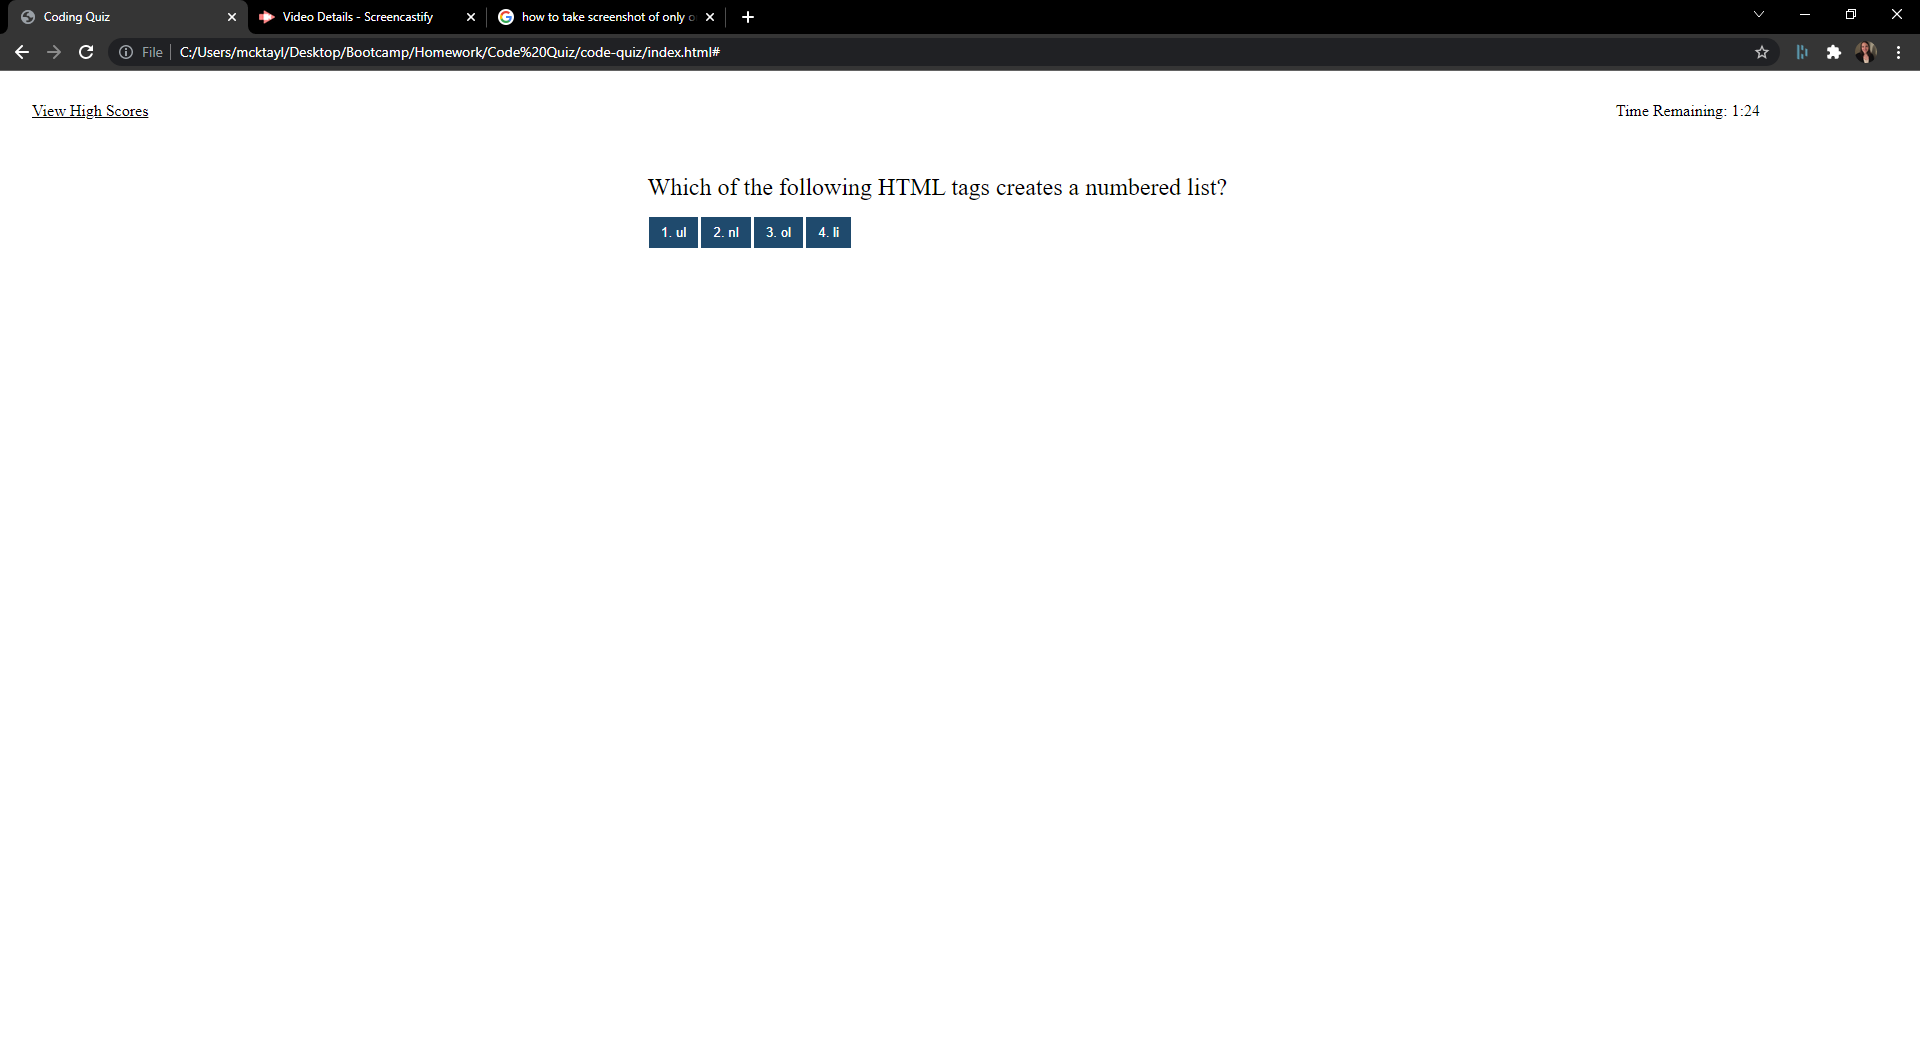 Coding Quiz
Video Details - Screencastify
how to take screenshot of only o
File
C:/Users/mcktayl/Desktop/Bootcamp/Homework/Code%20Quiz/code-quiz/index.html#
View High Scores
Time Remaining: 1:24
Which of the following HTML tags creates a numbered list?
1. ul
2. nl
3. ol
4. li